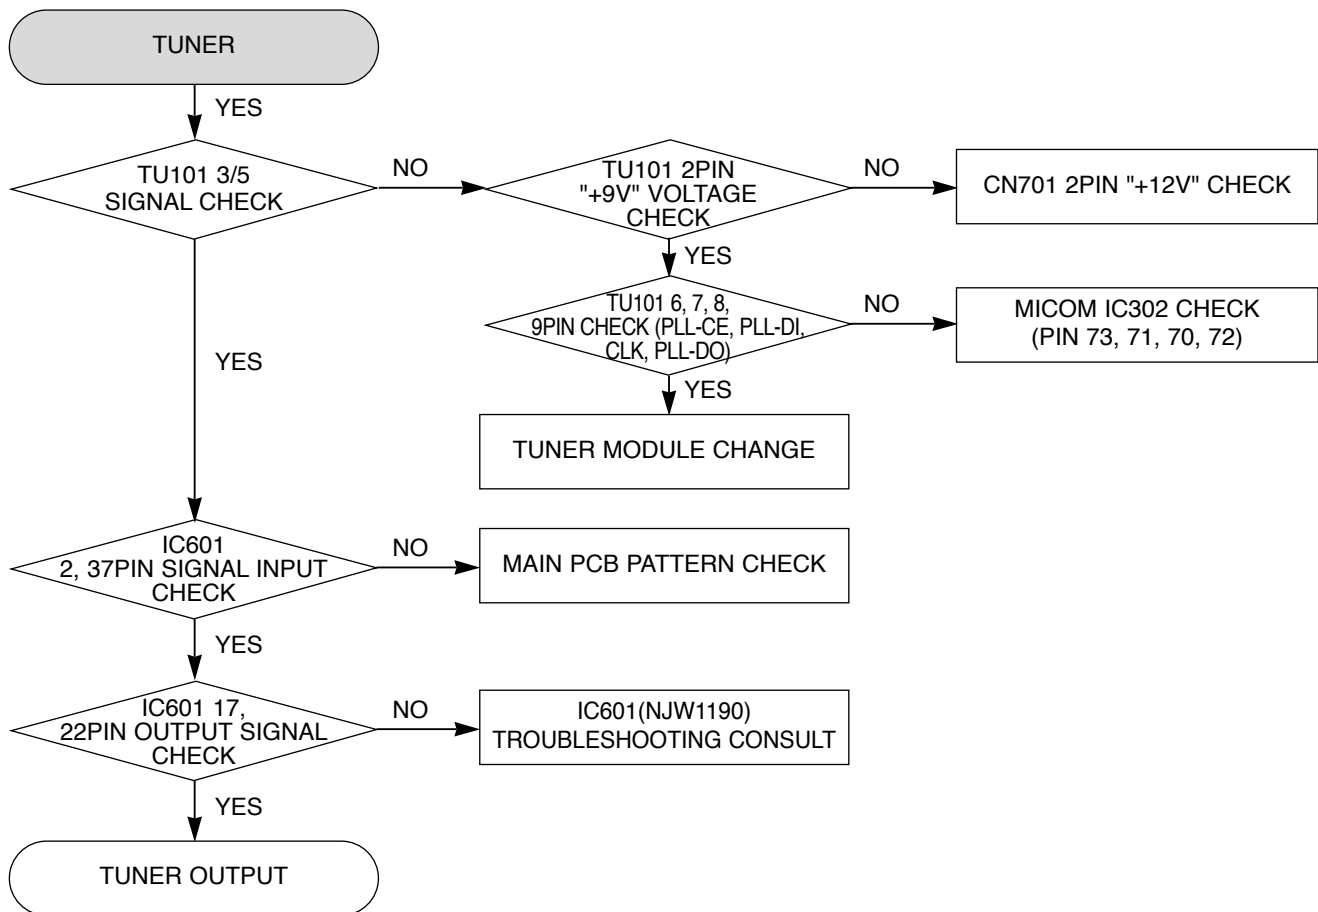 TUNER
YES
TU101 3/5
SIGNAL CHECK
NO
TU101 2PIN
"+9V" VOLTAGE
CHECK
NO
CN701 2PIN "+12V" CHECK
YES
TU101 6, 7, 8,
9PIN CHECK (PLL-CE, PLL-DI,
CLK, PLL-DO)
NO
MICOM IC302 CHECK
(PIN 73, 71, 70, 72)
YES
YES
TUNER MODULE CHANGE
IC601
2, 37PIN SIGNAL INPUT
CHECK
NO
MAIN PCB PATTERN CHECK
YES
IC601 17,
22PIN OUTPUT SIGNAL
CHECK
NO
IC601(NJW1190)
TROUBLESHOOTING CONSULT
YES
TUNER OUTPUT